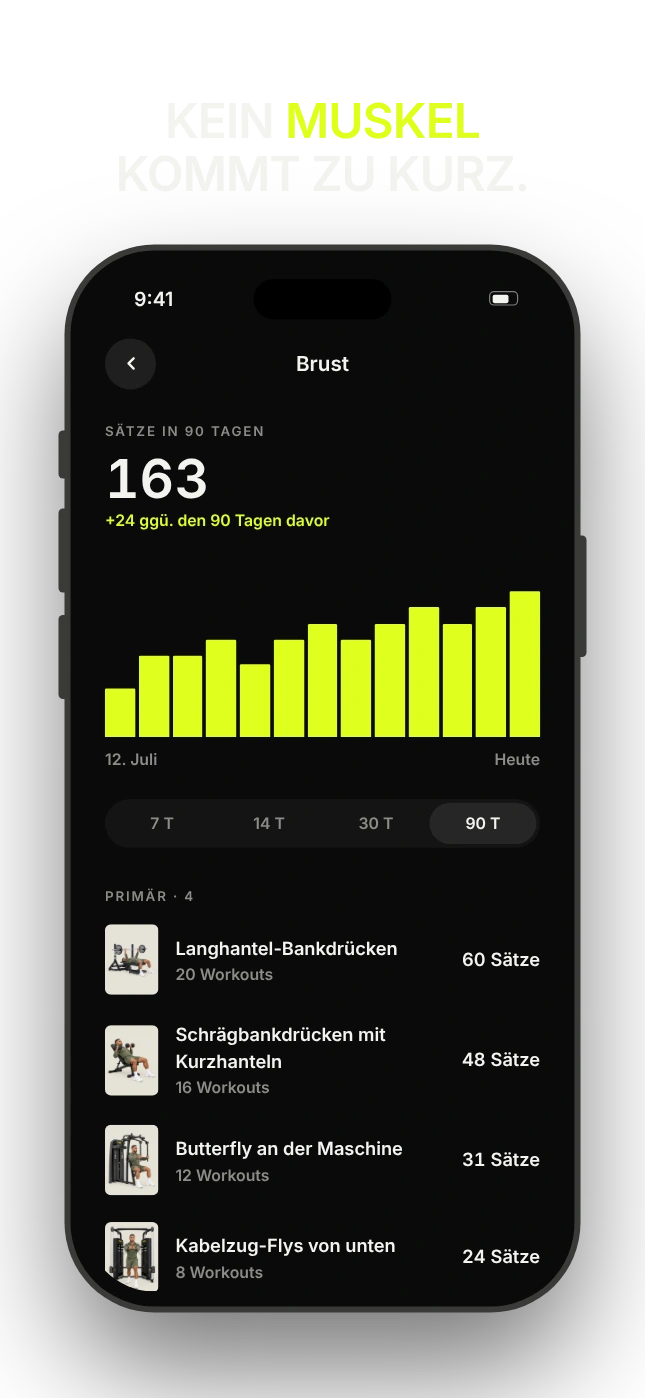 KEIN MUSKEL
KOMMT ZU KURZ.
9:41
Brust
SÄTZE IN 90 TAGEN
163
+24 ggü. den 90 Tagen davor
12. Juli Heute
7 T 14 T 30 T 90 T
PRIMÄR · 4
Langhantel-Bankdrücken
20 Workouts
60 Sätze
Schrägbankdrücken mit
Kurzhanteln
16 Workouts
48 Sätze
Butterfly an der Maschine
12 Workouts
31 Sätze
Kabelzug-Flys von unten
8 Workouts
24 Sätze